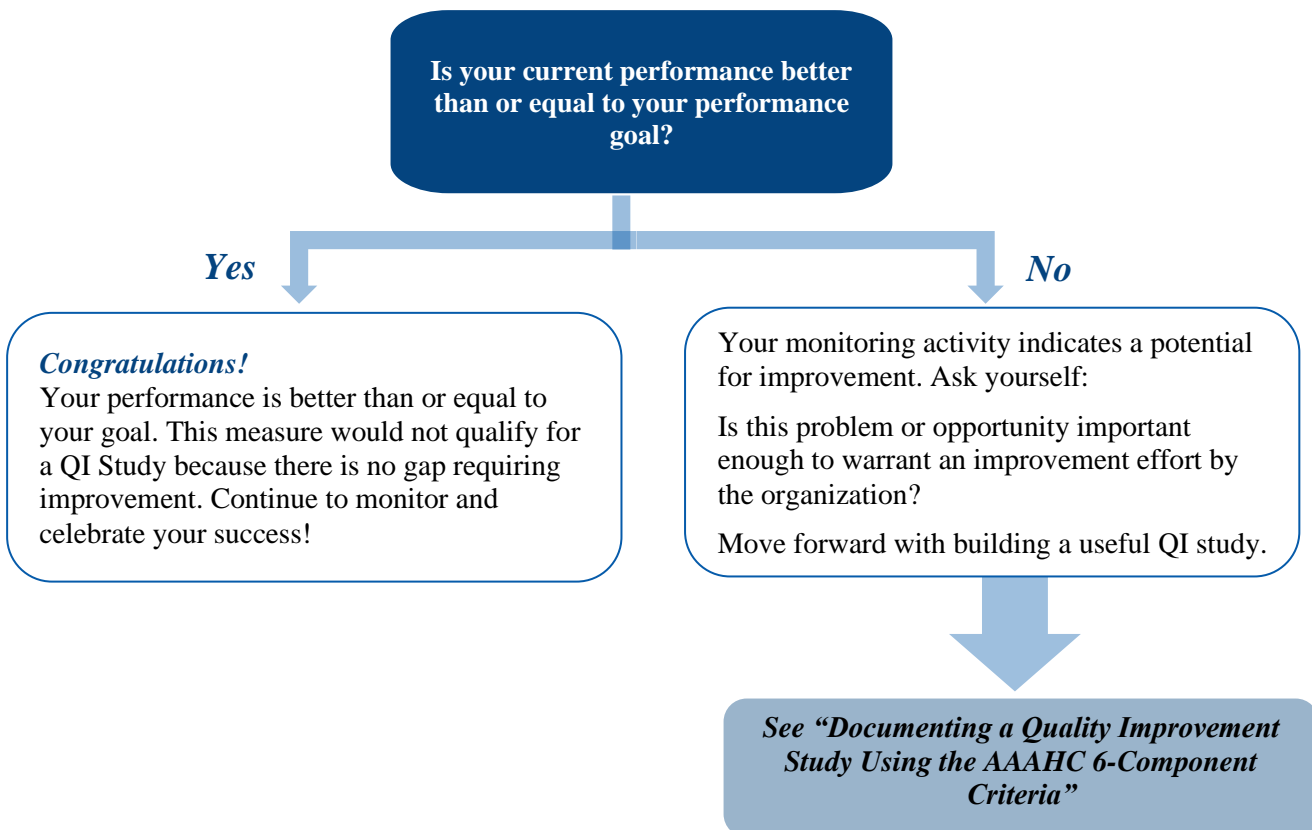 Is your current performance better
than or equal to your performance
goal?
Yes
No
Congratulations!
Your performance is better than or equal to
your goal. This measure would not qualify for
a QI Study because there is no gap requiring
improvement. Continue to monitor and
celebrate your success!
Your monitoring activity indicates a potential
for improvement. Ask yourself:
Is this problem or opportunity important
enough to warrant an improvement effort by
the organization?
Move forward with building a useful QI study.
See “Documenting a Quality Improvement
Study Using the AAAHC 6-Component
Criteria”